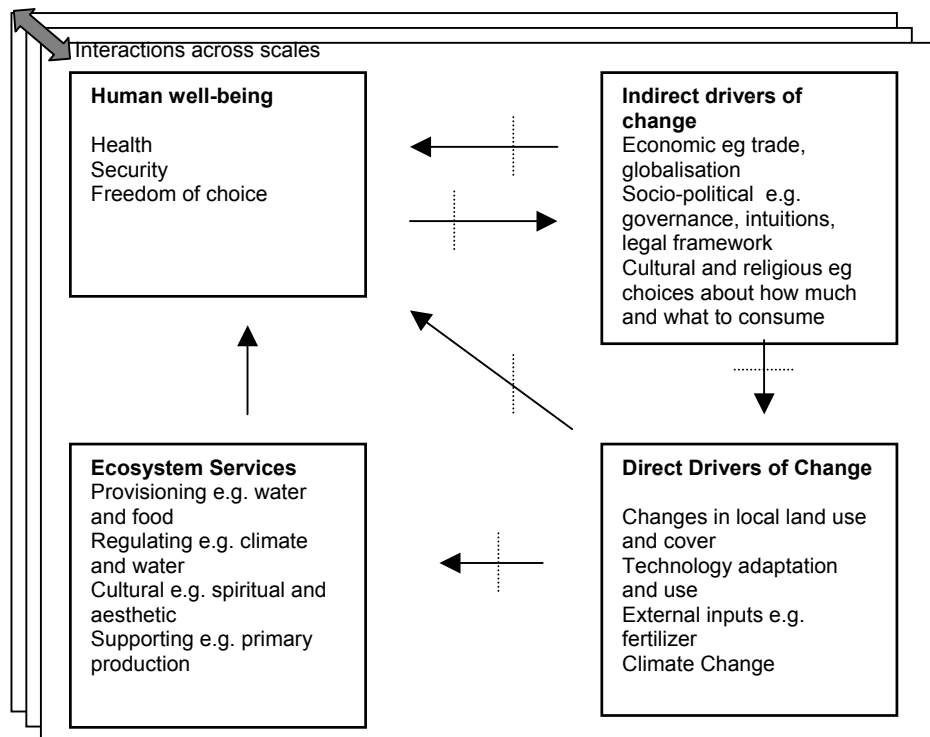 Interactions across scales
Human well-being
Health
Security
Freedom of choice
Indirect drivers of
change
Economic eg trade,
globalisation
Socio-political e.g.
governance, intuitions,
legal framework
Cultural and religious eg
choices about how much
and what to consume
Ecosystem Services
Provisioning e.g. water
and food
Regulating e.g. climate
and water
Cultural e.g. spiritual and
aesthetic
Supporting e.g. primary
production
Direct Drivers of Change
Changes in local land use
and cover
Technology adaptation
and use
External inputs e.g.
fertilizer
Climate Change